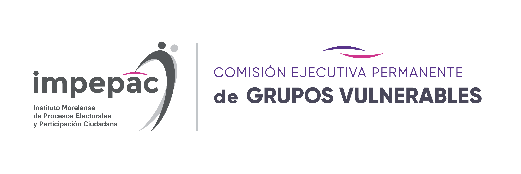 impepac
Instituto Morelense
de Procesos Electorales
y Participación Ciudadana
COMISIÓN EJECUTIVA PERMANENTE
de GRUPOS VULNERABLES